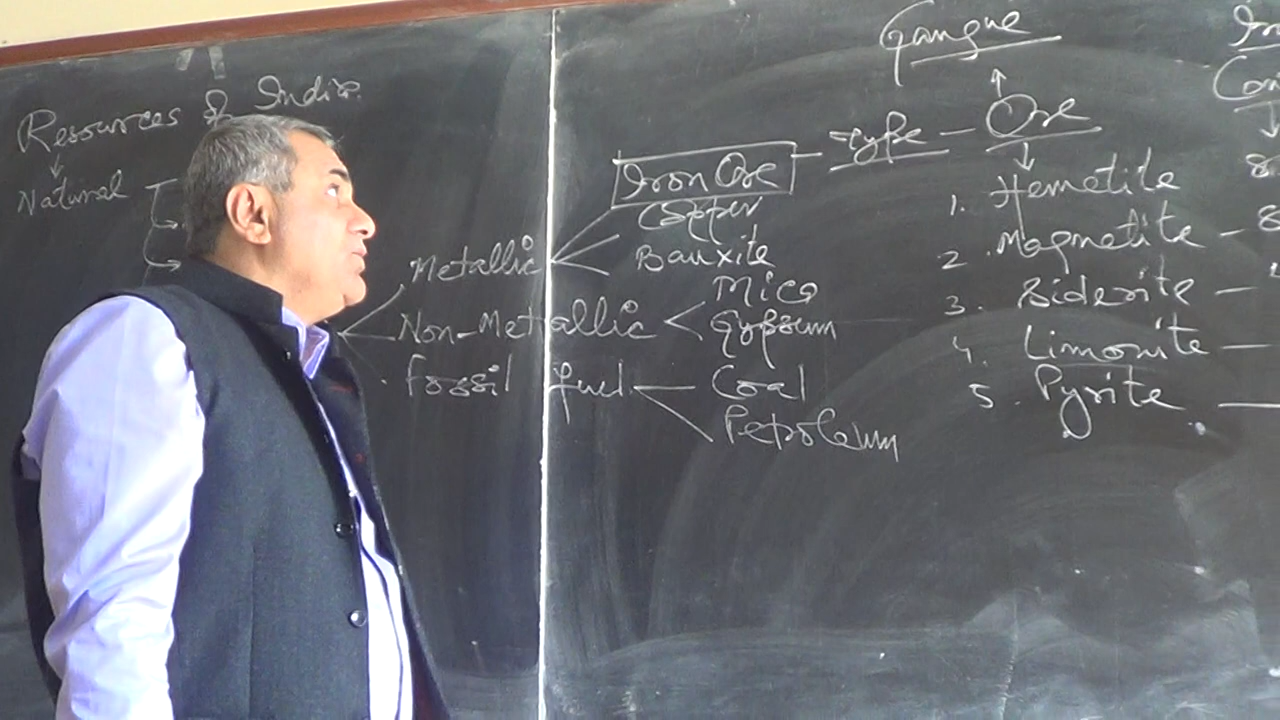 Resources of India.
Natural
Metallic
Non-Metallic
Fossil fuel
Iron Ore
Copper
Bauxite
Mica
Gypsum
Coal
Petroleum
Gangue
Type - Ore
1. Hemetite
2 Magnetite -
3. Siderite -
4. Limonite -
5. Pyrite -